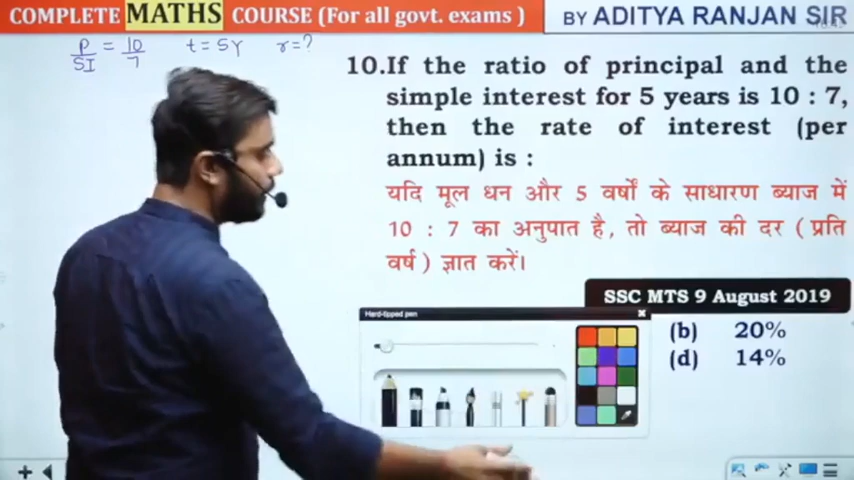 COMPLETE MATHS COURSE (For all govt. exams )
BY ADITYA RANJAN SIR
P/SI = 10/7 t = 5Y r = ?
10. If the ratio of principal and the
simple interest for 5 years is 10 : 7,
then the rate of interest (per
annum) is :
यदि मूल धन और 5 वर्षों के साधारण ब्याज में
10 : 7 का अनुपात है, तो ब्याज की दर ( प्रति
वर्ष ) ज्ञात करें।
SSC MTS 9 August 2019
Hard-tipped pen
(b) 20%
(d) 14%